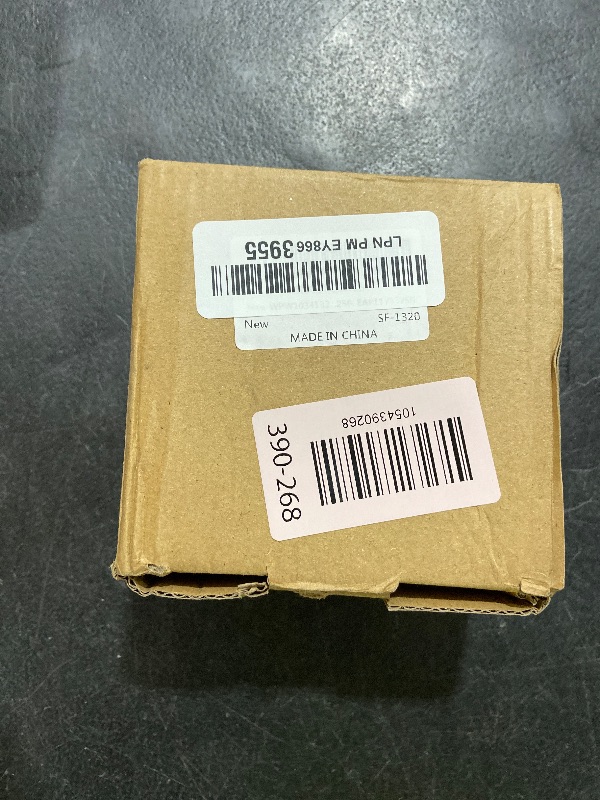 LPN PM EY866 3955
New SF-1320
MADE IN CHINA
1054390268
390-268